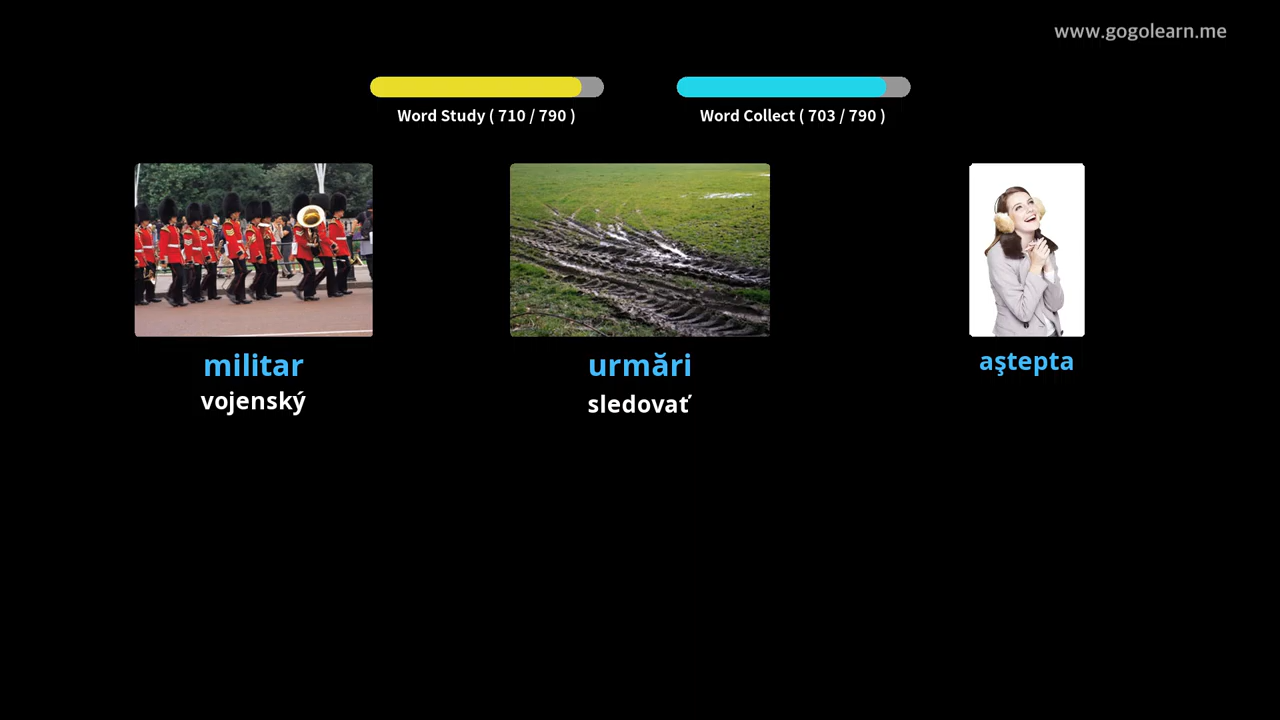 www.gogolearn.me
Word Study ( 710 / 790 )
Word Collect ( 703 / 790 )
militar
vojenský
urmări
sledovať
aştepta